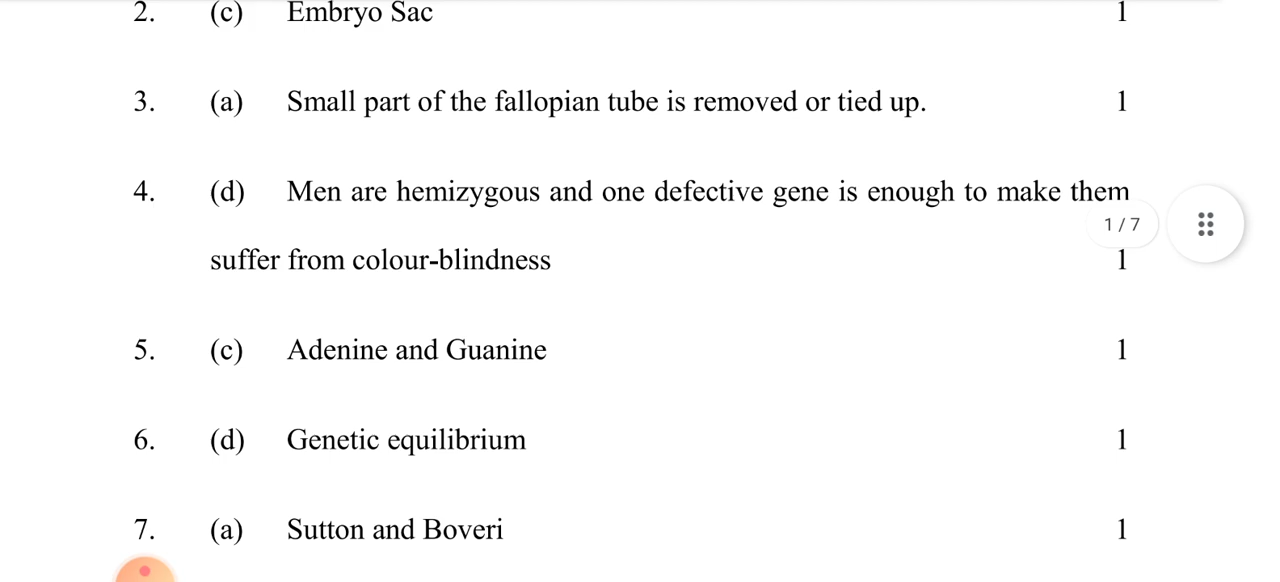 2. (c) Embryo Sac 1
3. (a) Small part of the fallopian tube is removed or tied up. 1
4. (d) Men are hemizygous and one defective gene is enough to make them
1 / 7
suffer from colour-blindness 1
5. (c) Adenine and Guanine 1
6. (d) Genetic equilibrium 1
7. (a) Sutton and Boveri 1